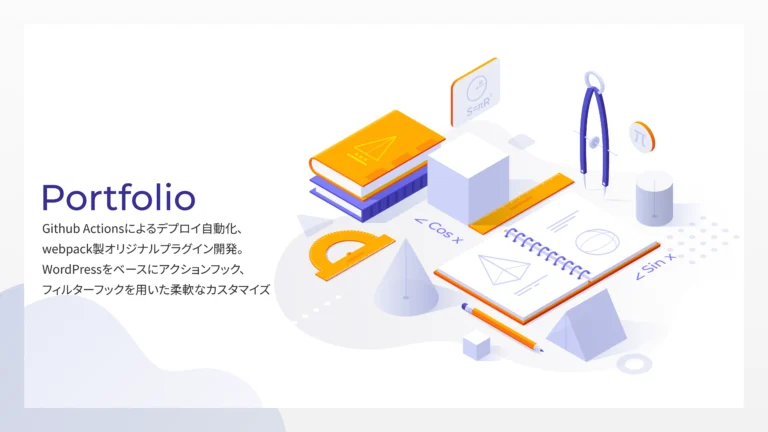 Portfolio
Github Actionsによるデプロイ自動化、
webpack製オリジナルプラグイン開発。
WordPressをベースにアクションフック、
フィルターフックを用いた柔軟なカスタマイズ
π
∠ Cos x
∠ Sin x